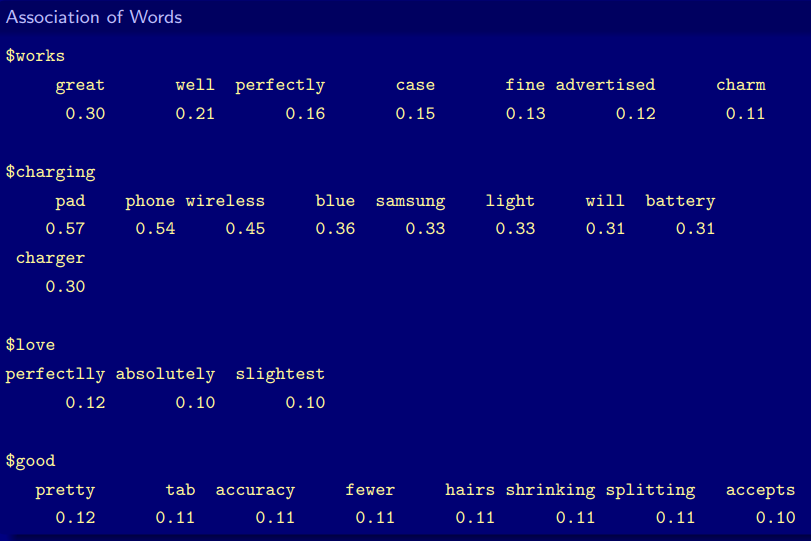 Association of Words
$works
great well perfectly case fine advertised charm
0.30 0.21 0.16 0.15 0.13 0.12 0.11
$charging
pad phone wireless blue samsung light will battery
0.57 0.54 0.45 0.36 0.33 0.33 0.31 0.31
charger
0.30
$love
perfectlly absolutely slightest
0.12 0.10 0.10
$good
pretty tab accuracy fewer hairs shrinking splitting accepts
0.12 0.11 0.11 0.11 0.11 0.11 0.11 0.10